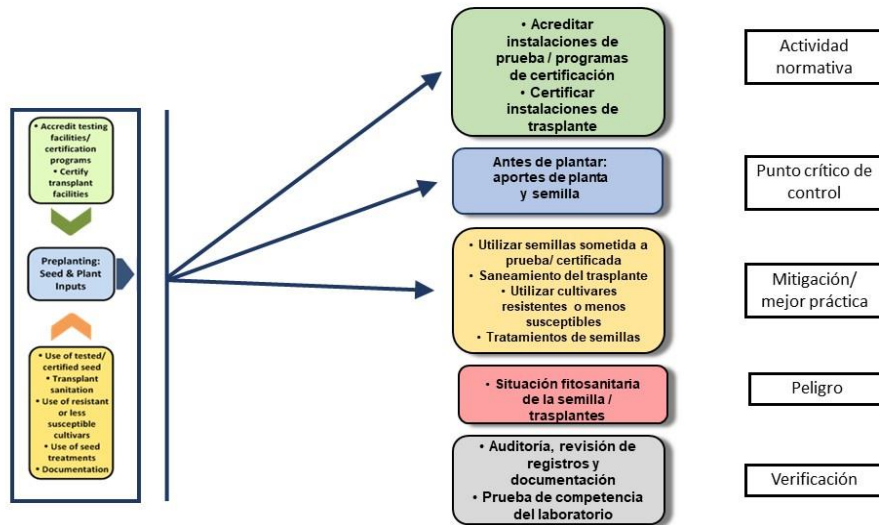 • Accredit testing
facilities/
certification
programs
• Certify
transplant
facilities
Preplanting:
Seed & Plant
Inputs
• Use of tested/
certified seed
• Transplant
sanitation
• Use of resistant
or less
susceptible
cultivars
• Use of seed
treatments
• Documentation
• Acreditar
instalaciones de
prueba / programas
de certificación
• Certificar
instalaciones de
trasplante
Antes de plantar:
aportes de planta
y semilla
• Utilizar semillas sometida a
prueba/ certificada
• Saneamiento del trasplante
• Utilizar cultivares
resistentes o menos
susceptibles
• Tratamientos de semillas
• Situación fitosanitaria
de la semilla /
trasplantes
• Auditoría, revisión de
registros y
documentación
• Prueba de competencia
del laboratorio
Actividad
normativa
Punto crítico de
control
Mitigación/
mejor práctica
Peligro
Verificación